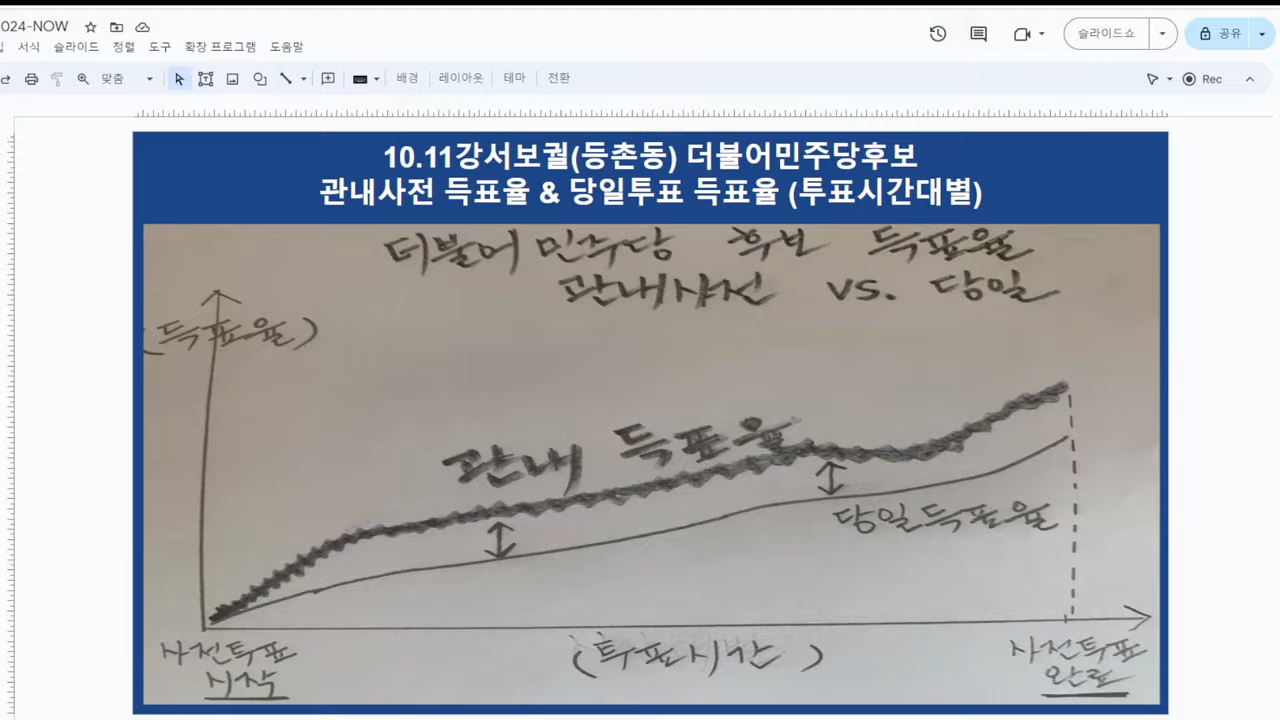 024-NOW
서식 슬라이드 정렬 도구 확장 프로그램 도움말
슬라이드쇼
공유
맞춤
배경 레이아웃 테마 전환
Rec
10.11강서보궐(등촌동) 더불어민주당후보
관내사전 득표율 & 당일투표 득표율 (투표시간대별)
더불어 민주당 후보 득표율
관내사전 vs. 당일
(득표율)
관내 득표율
당일득표율
사전투표
시작
(투표시간)
사전투표
완료